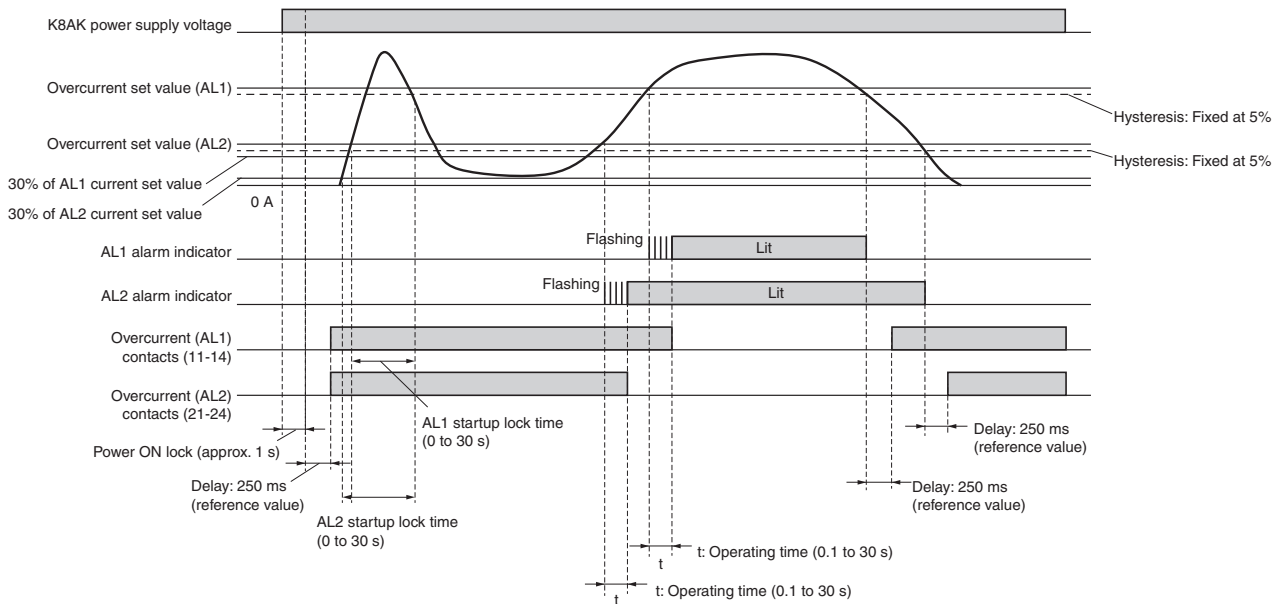 K8AK power supply voltage
Overcurrent set value (AL1)
Hysteresis: Fixed at 5%
Overcurrent set value (AL2)
Hysteresis: Fixed at 5%
30% of AL1 current set value
0 A
30% of AL2 current set value
AL1 alarm indicator
Flashing
Lit
AL2 alarm indicator
Flashing
Lit
Overcurrent (AL1)
contacts (11-14)
Overcurrent (AL2)
contacts (21-24)
AL1 startup lock time
(0 to 30 s)
Power ON lock (approx. 1 s)
Delay: 250 ms
(reference value)
Delay: 250 ms
(reference value)
Delay: 250 ms
(reference value)
AL2 startup lock time
(0 to 30 s)
t: Operating time (0.1 to 30 s)
t
t: Operating time (0.1 to 30 s)
t